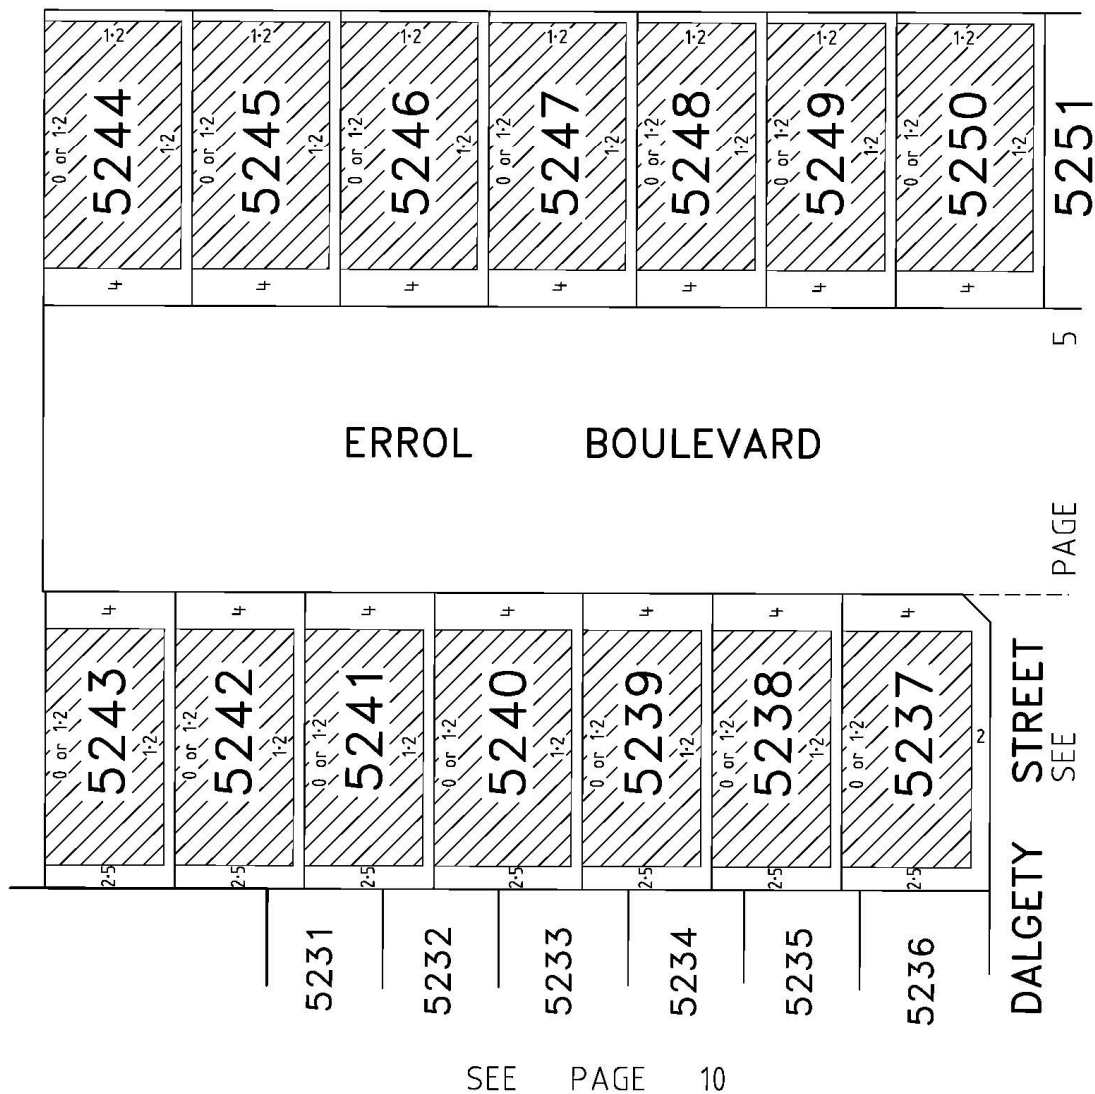 1·2 1·2 1·2 1·2 1·2 1·2 1·2
0 or 1·2 5244 1·2
0 or 1·2 5245 1·2
0 or 1·2 5246 1·2
0 or 1·2 5247 1·2
0 or 1·2 5248 1·2
0 or 1·2 5249 1·2
0 or 1·2 5250 1·2
5251
4 4 4 4 4 4 4
ERROL BOULEVARD
SEE PAGE 5
4 4 4 4 4 4 4
0 or 1·2 5243 1·2
0 or 1·2 5242 1·2
0 or 1·2 5241 1·2
0 or 1·2 5240 1·2
0 or 1·2 5239 1·2
0 or 1·2 5238 1·2
0 or 1·2 5237 2
2·5 2·5 2·5 2·5 2·5 2·5 2·5
DALGETY STREET
5231
5232
5233
5234
5235
5236
SEE PAGE 10